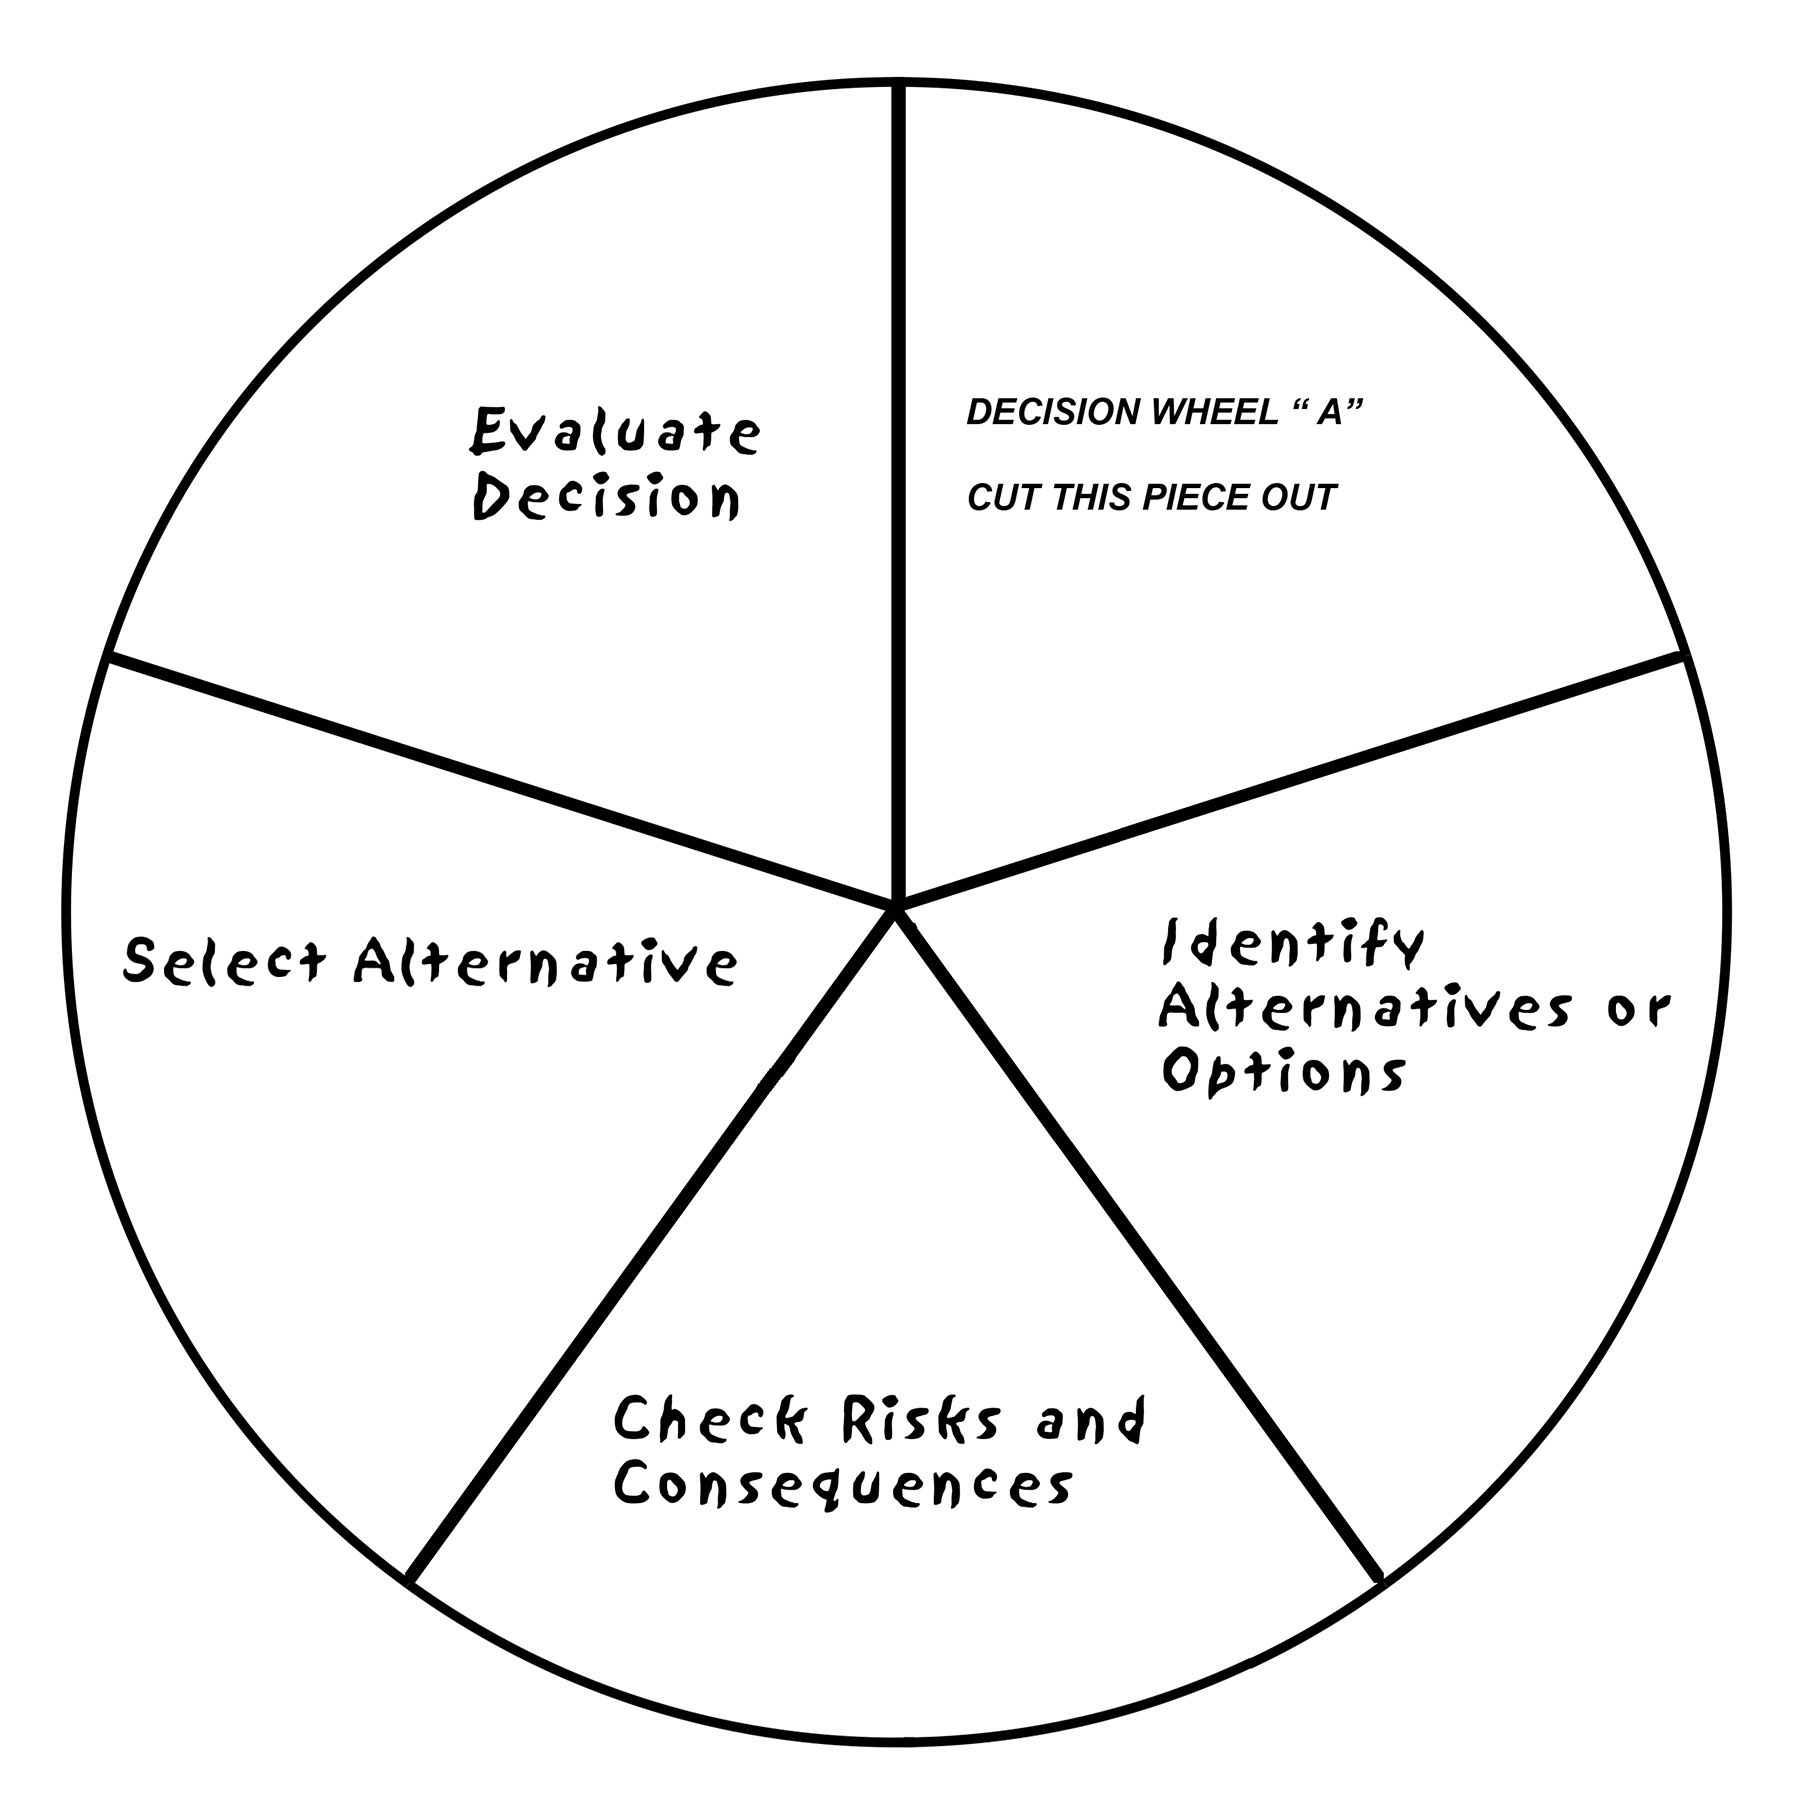 Evaluate
Decision
DECISION WHEEL “ A”
CUT THIS PIECE OUT
Select Alternative
Identify
Alternatives or
Options
Check Risks and
Consequences